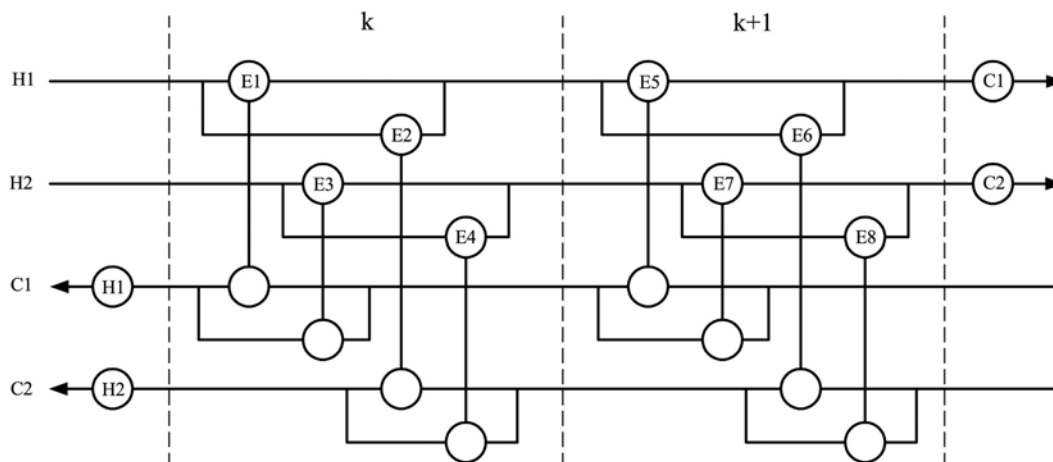 k k+1
H1 E1 E5 C1
E2 E6
H2 E3 E7 C2
E4 E8
C1 H1
C2 H2